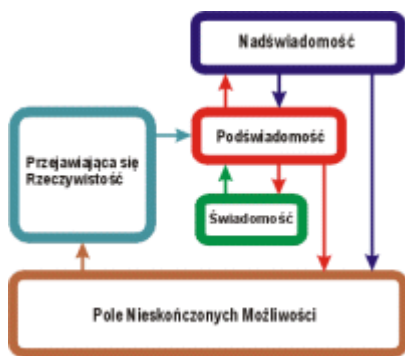 Nadświadomość
Podświadomość
Przejawiająca się
Rzeczywistość
Świadomość
Pole Nieskończonych Możliwości